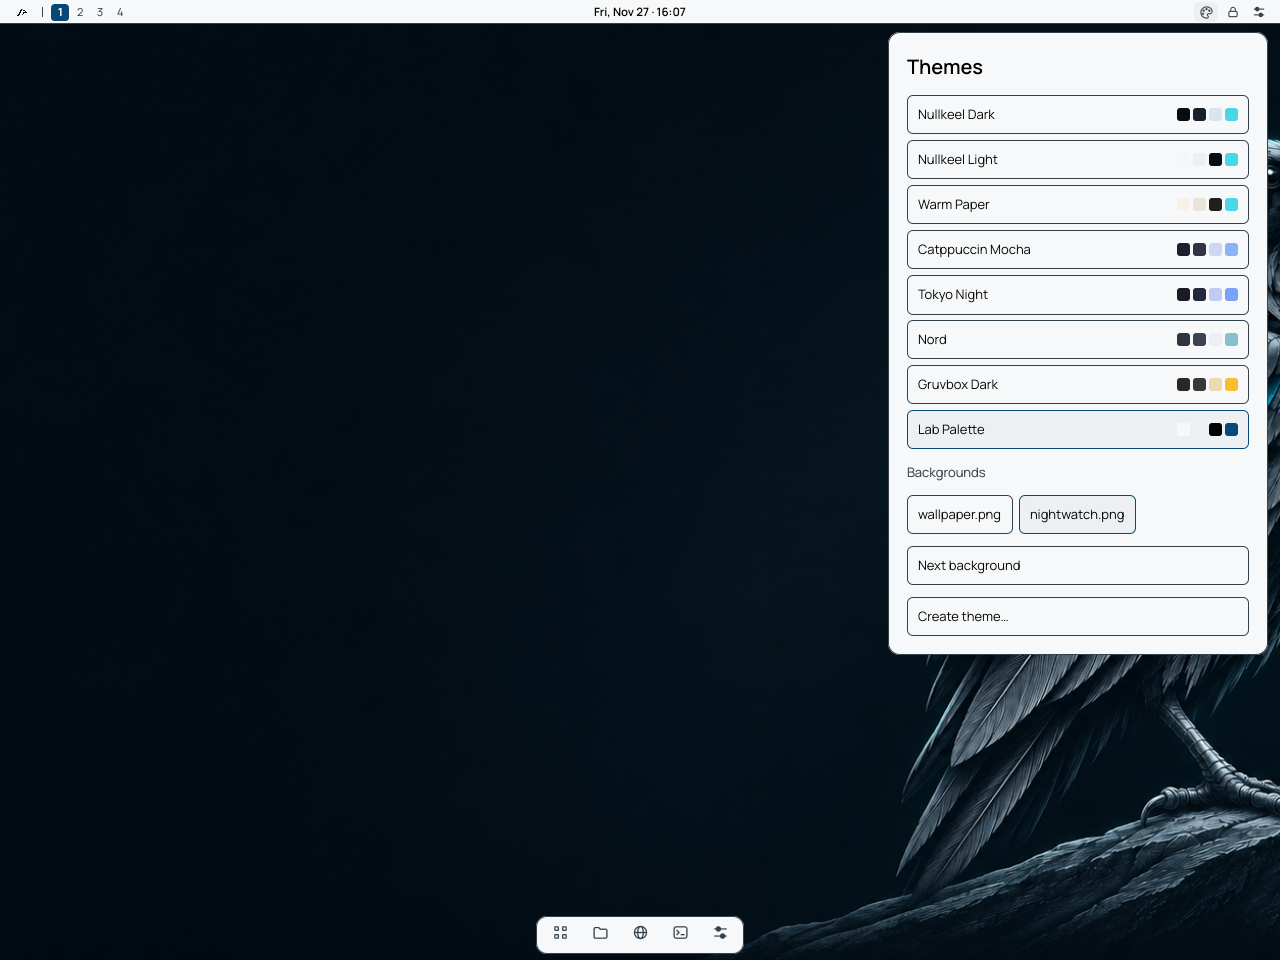 1 2 3 4
Fri, Nov 27 · 16:07
Themes
Nullkeel Dark
Nullkeel Light
Warm Paper
Catppuccin Mocha
Tokyo Night
Nord
Gruvbox Dark
Lab Palette
Backgrounds
wallpaper.png nightwatch.png
Next background
Create theme…